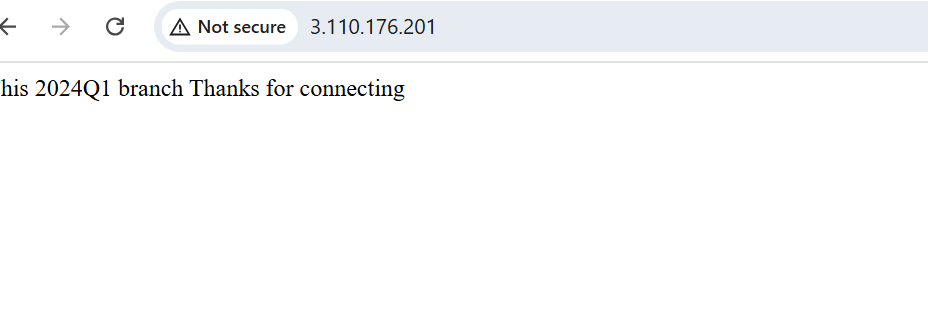 Not secure 3.110.176.201
his 2024Q1 branch Thanks for connecting